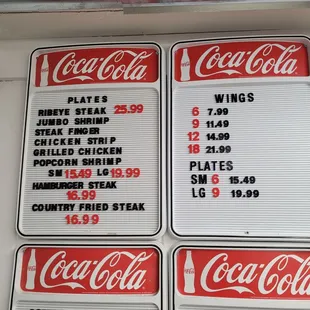 Coca-Cola
PLATES
RIBEYE STEAK 25.99
JUMBO SHRIMP
STEAK FINGER
CHICKEN STRIP
GRILLED CHICKEN
POPCORN SHRIMP
SM 15.49 LG 19.99
HAMBURGER STEAK
16.99
COUNTRY FRIED STEAK
16.99
Coca-Cola
WINGS
6 7.99
9 11.49
12 14.99
18 21.99
PLATES
SM 6 15.49
LG 9 19.99
Coca-Cola
Coca-Cola